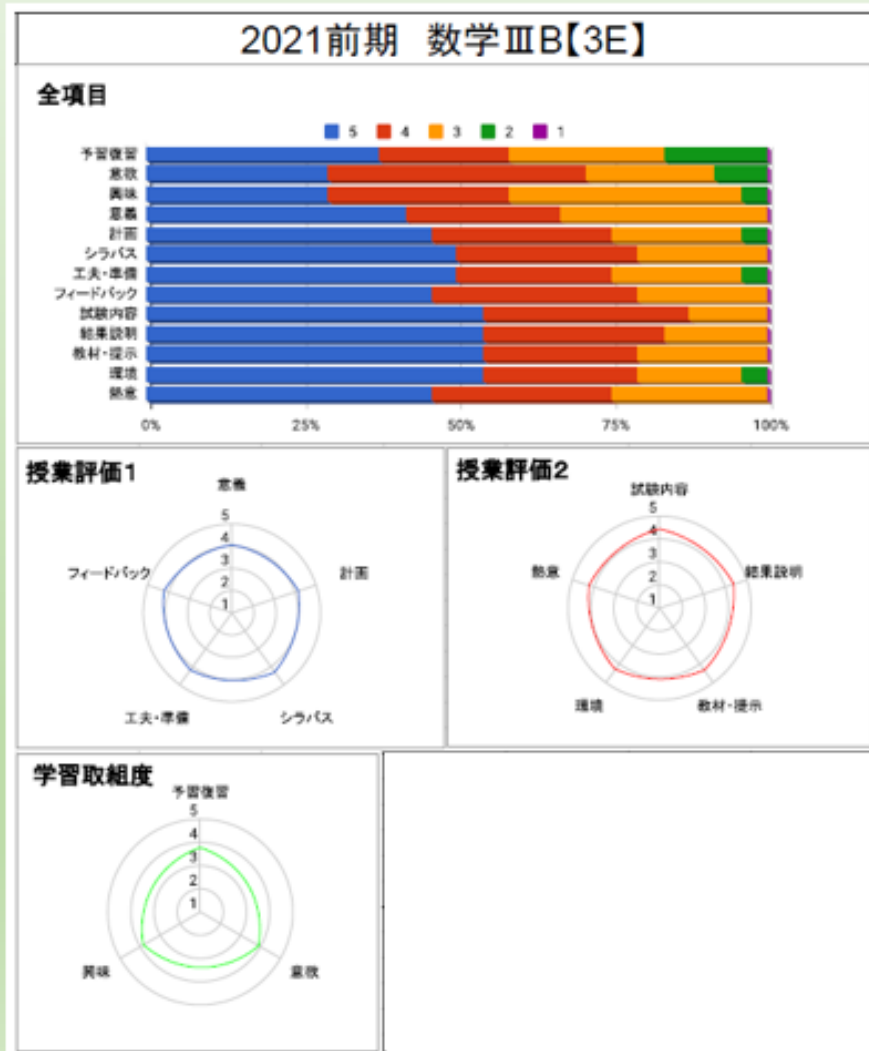 2021前期 数学ⅢB【3E】
全項目
5 4 3 2 1
予習復習
意欲
興味
意義
計画
シラバス
工夫・準備
フィードバック
試験内容
結果説明
教材・提示
環境
熱意
0% 25% 50% 75% 100%
授業評価1
意義
5
4
3
2
1
フィードバック
計画
工夫・準備
シラバス
授業評価2
試験内容
5
4
3
2
1
熱意
結果説明
環境
教材・提示
学習取組度
予習復習
5
4
3
2
1
興味
意欲